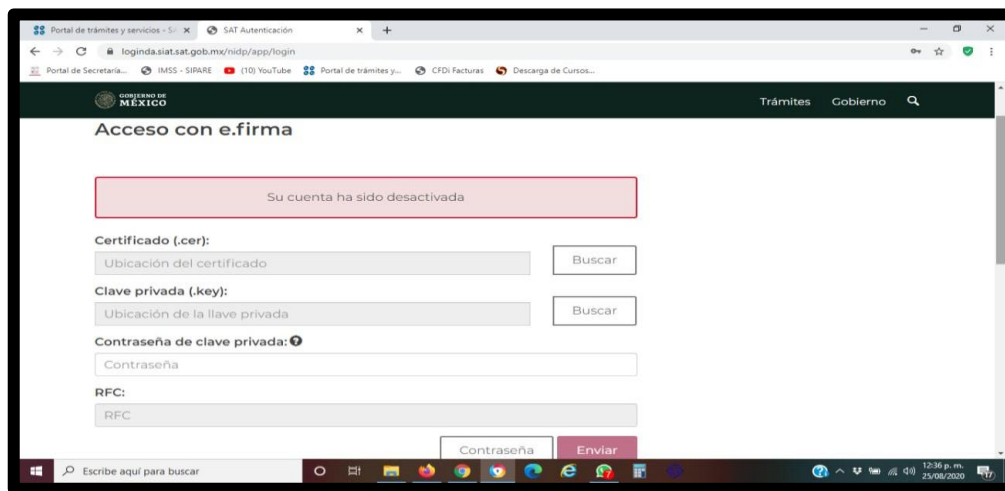 Portal de trámites y servicios - S
SAT Autenticación
loginda.siat.sat.gob.mx/nidp/app/login
Portal de Secretaría...
IMSS - SIPARE
(10) YouTube
Portal de trámites y...
CFDi Facturas
Descarga de Cursos...
GOBIERNO DE
MÉXICO
Trámites
Gobierno
Acceso con e.firma
Su cuenta ha sido desactivada
Certificado (.cer):
Ubicación del certificado
Buscar
Clave privada (.key):
Ubicación de la llave privada
Buscar
Contraseña de clave privada:
Contraseña
RFC:
RFC
Contraseña
Enviar
Escribe aquí para buscar
12:36 p. m.
25/08/2020